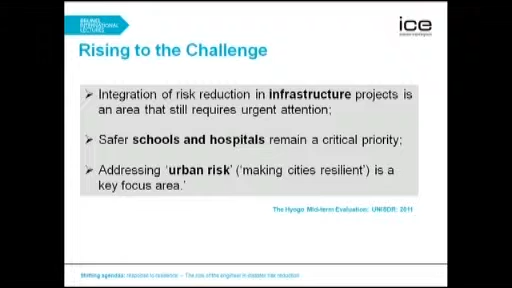 BRUNEL
INTERNATIONAL
LECTURES
ice
Rising to the Challenge
➢ Integration of risk reduction in infrastructure projects is
an area that still requires urgent attention;
➢ Safer schools and hospitals remain a critical priority;
➢ Addressing ‘urban risk’ (‘making cities resilient’) is a
key focus area.’
The Hyogo Mid-term Evaluation: UNISDR: 2011
Shifting agendas: response to resilience – The role of the engineer in disaster risk reduction